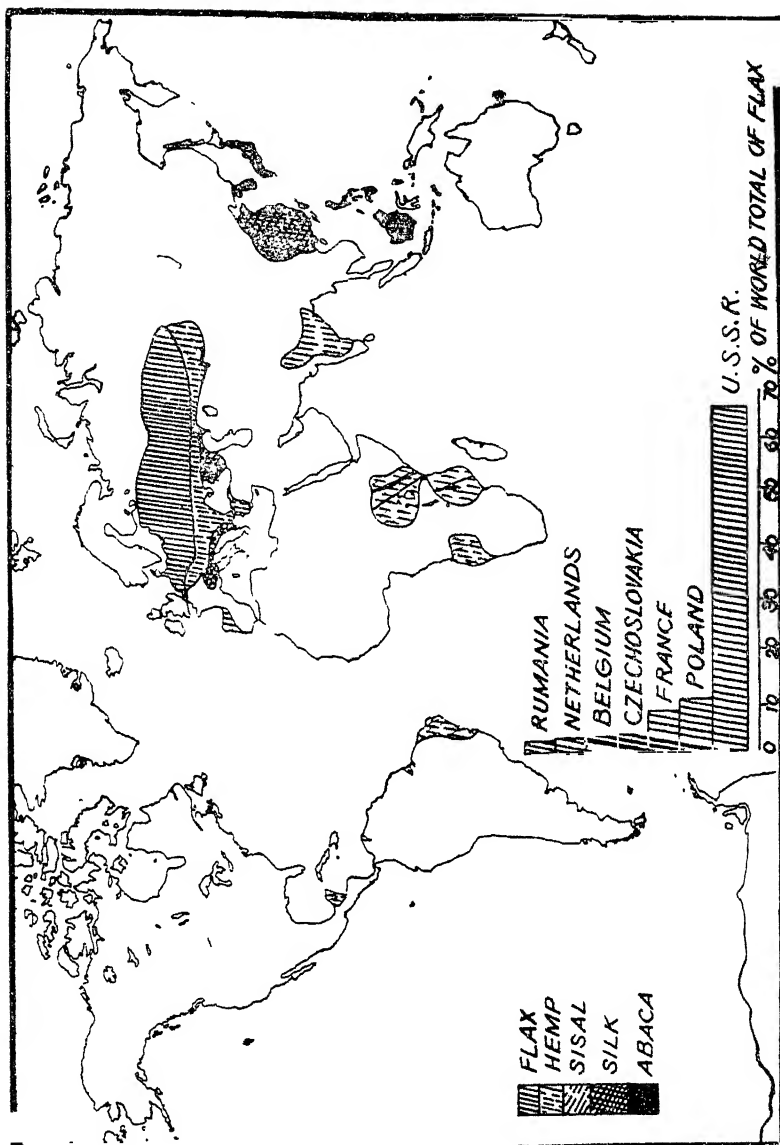 FLAX
HEMP
SISAL
SILK
ABACA
RUMANIA
NETHERLANDS
BELGIUM
CZECHOSLOVAKIA
FRANCE
POLAND
U.S.S.R.
0 10 20 30 40 50 60 70 % OF WORLD TOTAL OF FLAX